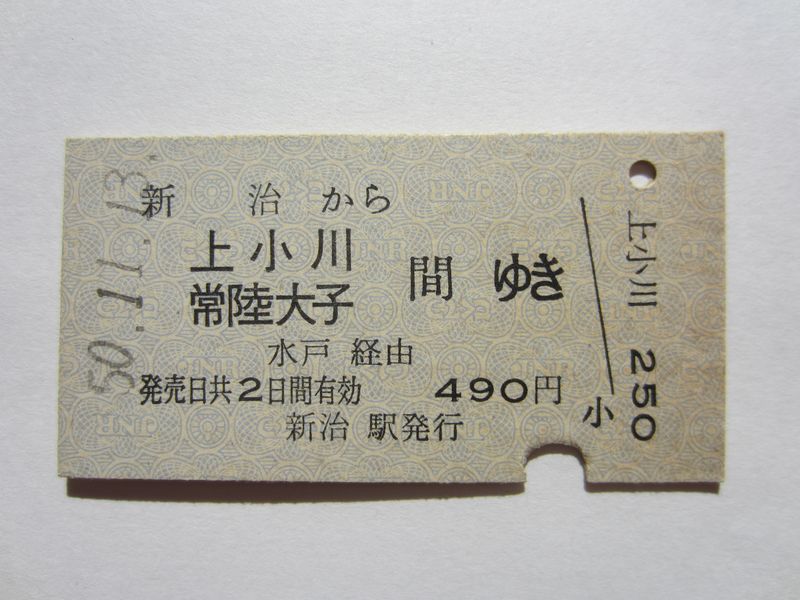 50.11.13.
新治 から
上小川
常陸大子
間 ゆき
水戸 経由
発売日共2日間有効 490円
新治 駅発行
小
上小川 250